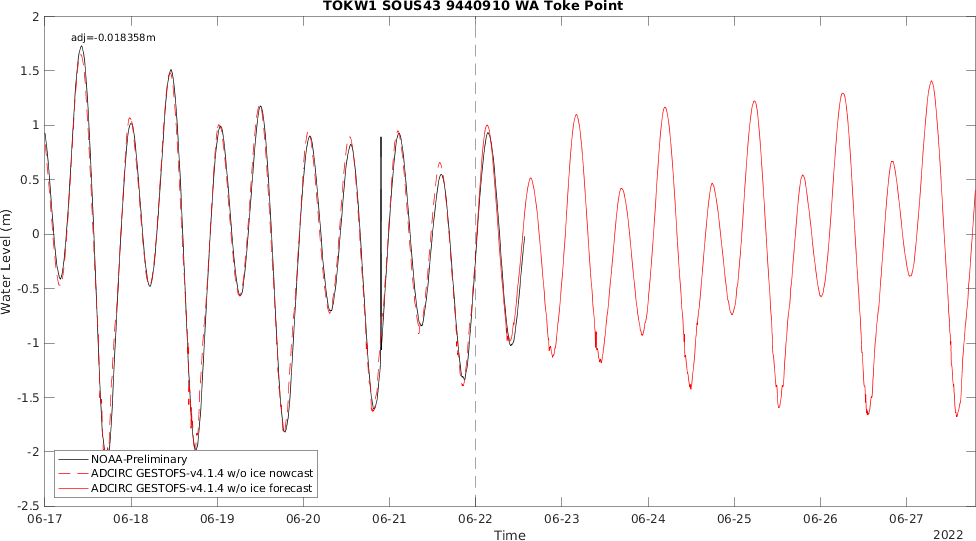 TOKW1 SOUS43 9440910 WA Toke Point
adj=-0.018358m
2
1.5
1
0.5
0
-0.5
-1
-1.5
-2
-2.5
Water Level (m)
NOAA-Preliminary
ADCIRC GESTOFS-v4.1.4 w/o ice nowcast
ADCIRC GESTOFS-v4.1.4 w/o ice forecast
06-17 06-18 06-19 06-20 06-21 06-22 06-23 06-24 06-25 06-26 06-27
Time
2022